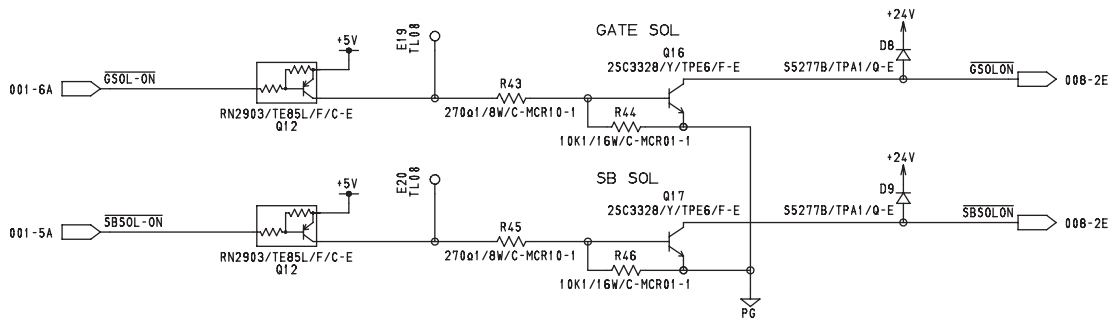 +24V
E19
TL08
GATE SOL
D8
+5V
Q16
2SC3328/Y/TPE6/F-E
S5277B/TPA1/Q-E
001-6A
GSOL-ON
GSOLON
008-2E
R43
RN2903/TE85L/F/C-E
270Ω1/8W/C-MCR10-1
R44
Q12
10K1/16W/C-MCR01-1
+24V
E20
TL08
SB SOL
D9
+5V
Q17
2SC3328/Y/TPE6/F-E
S5277B/TPA1/Q-E
001-5A
SBSOL-ON
SBSOLON
008-2E
R45
RN2903/TE85L/F/C-E
270Ω1/8W/C-MCR10-1
R46
Q12
10K1/16W/C-MCR01-1
PG